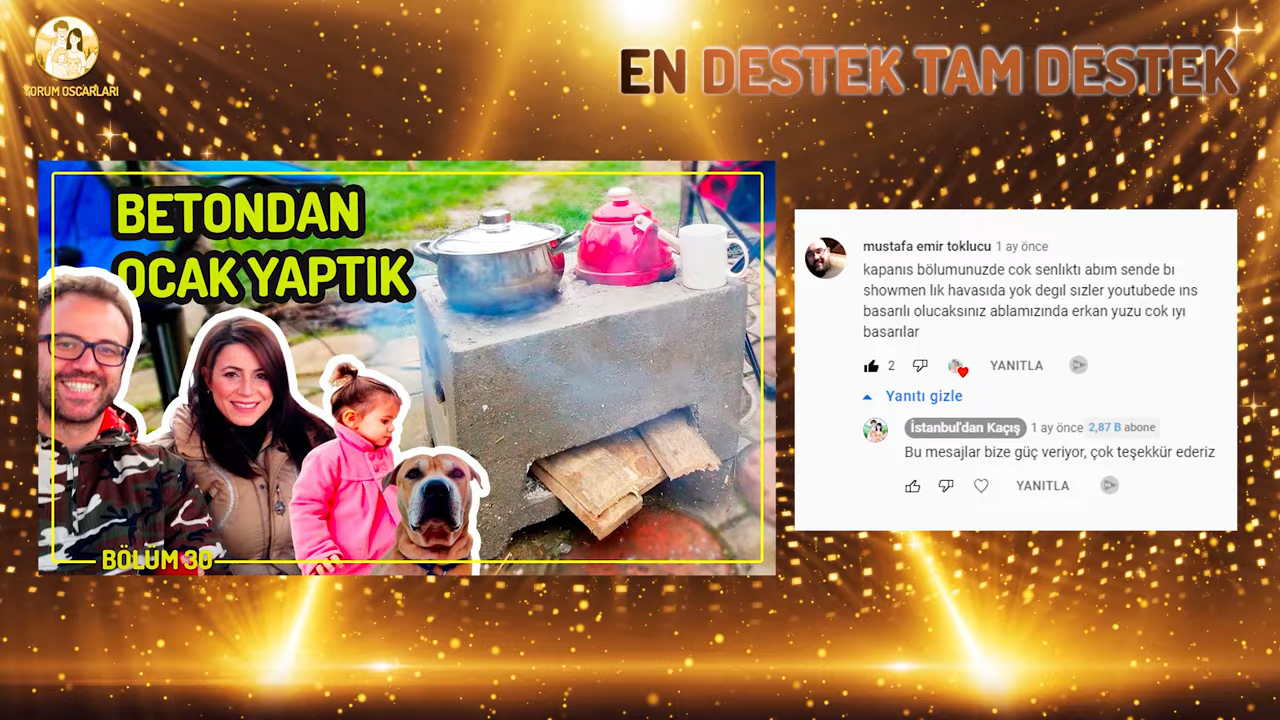 YORUM OSCARLARI
EN DESTEK TAM DESTEK
BETONDAN
OCAK YAPTIK
BÖLÜM 30
mustafa emir toklucu 1 ay önce
kapanıs bölumunuzde cok senlıktı abım sende bı
showmen lık havasıda yok degıl sızler youtubede ıns
basarılı olucaksınız ablamızında erkan yuzu cok ıyı
basarılar
2 YANITLA
Yanıtı gizle
İstanbul'dan Kaçış 1 ay önce 2,87 B abone
Bu mesajlar bize güç veriyor, çok teşekkür ederiz
YANITLA